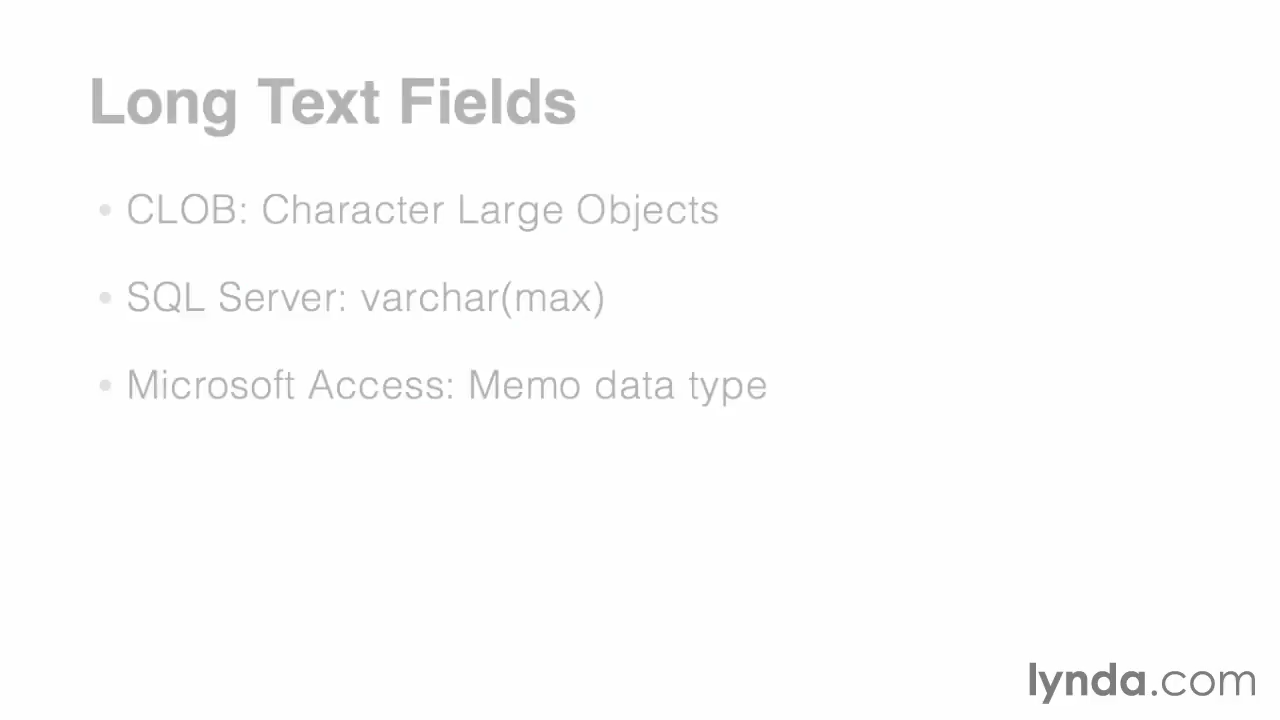 Long Text Fields
• CLOB: Character Large Objects
• SQL Server: varchar(max)
• Microsoft Access: Memo data type
lynda.com